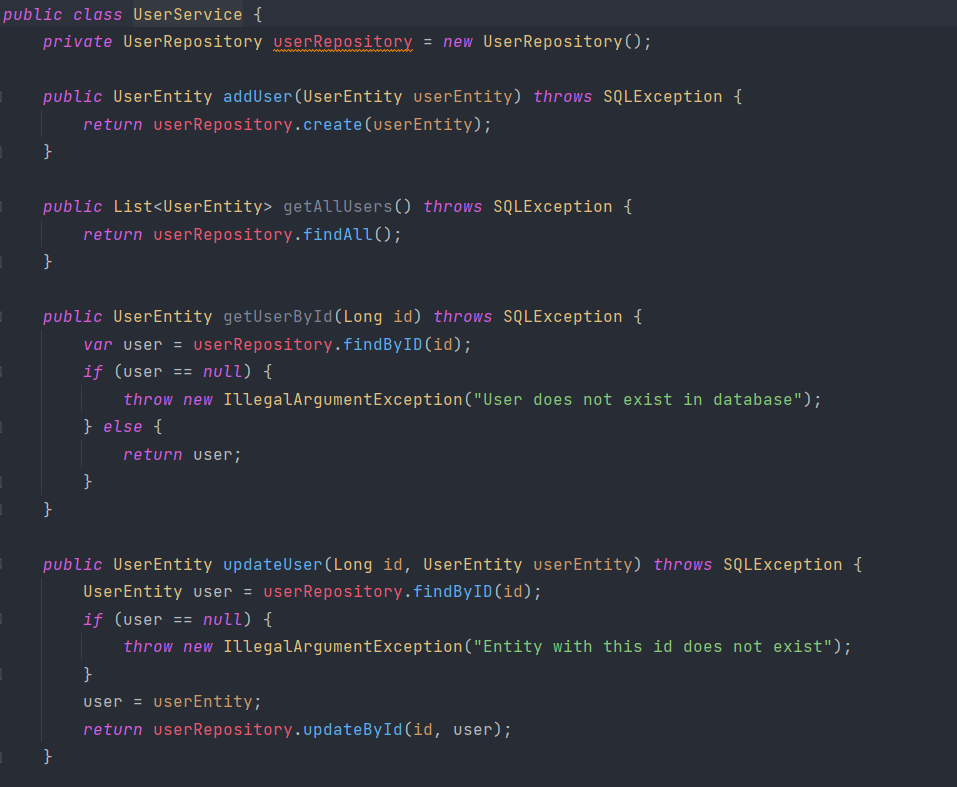 public class UserService {
    private UserRepository userRepository = new UserRepository();

    public UserEntity addUser(UserEntity userEntity) throws SQLException {
        return userRepository.create(userEntity);
    }

    public List<UserEntity> getAllUsers() throws SQLException {
        return userRepository.findAll();
    }

    public UserEntity getUserById(Long id) throws SQLException {
        var user = userRepository.findByID(id);
        if (user == null) {
            throw new IllegalArgumentException("User does not exist in database");
        } else {
            return user;
        }
    }

    public UserEntity updateUser(Long id, UserEntity userEntity) throws SQLException {
        UserEntity user = userRepository.findByID(id);
        if (user == null) {
            throw new IllegalArgumentException("Entity with this id does not exist");
        }
        user = userEntity;
        return userRepository.updateById(id, user);
    }